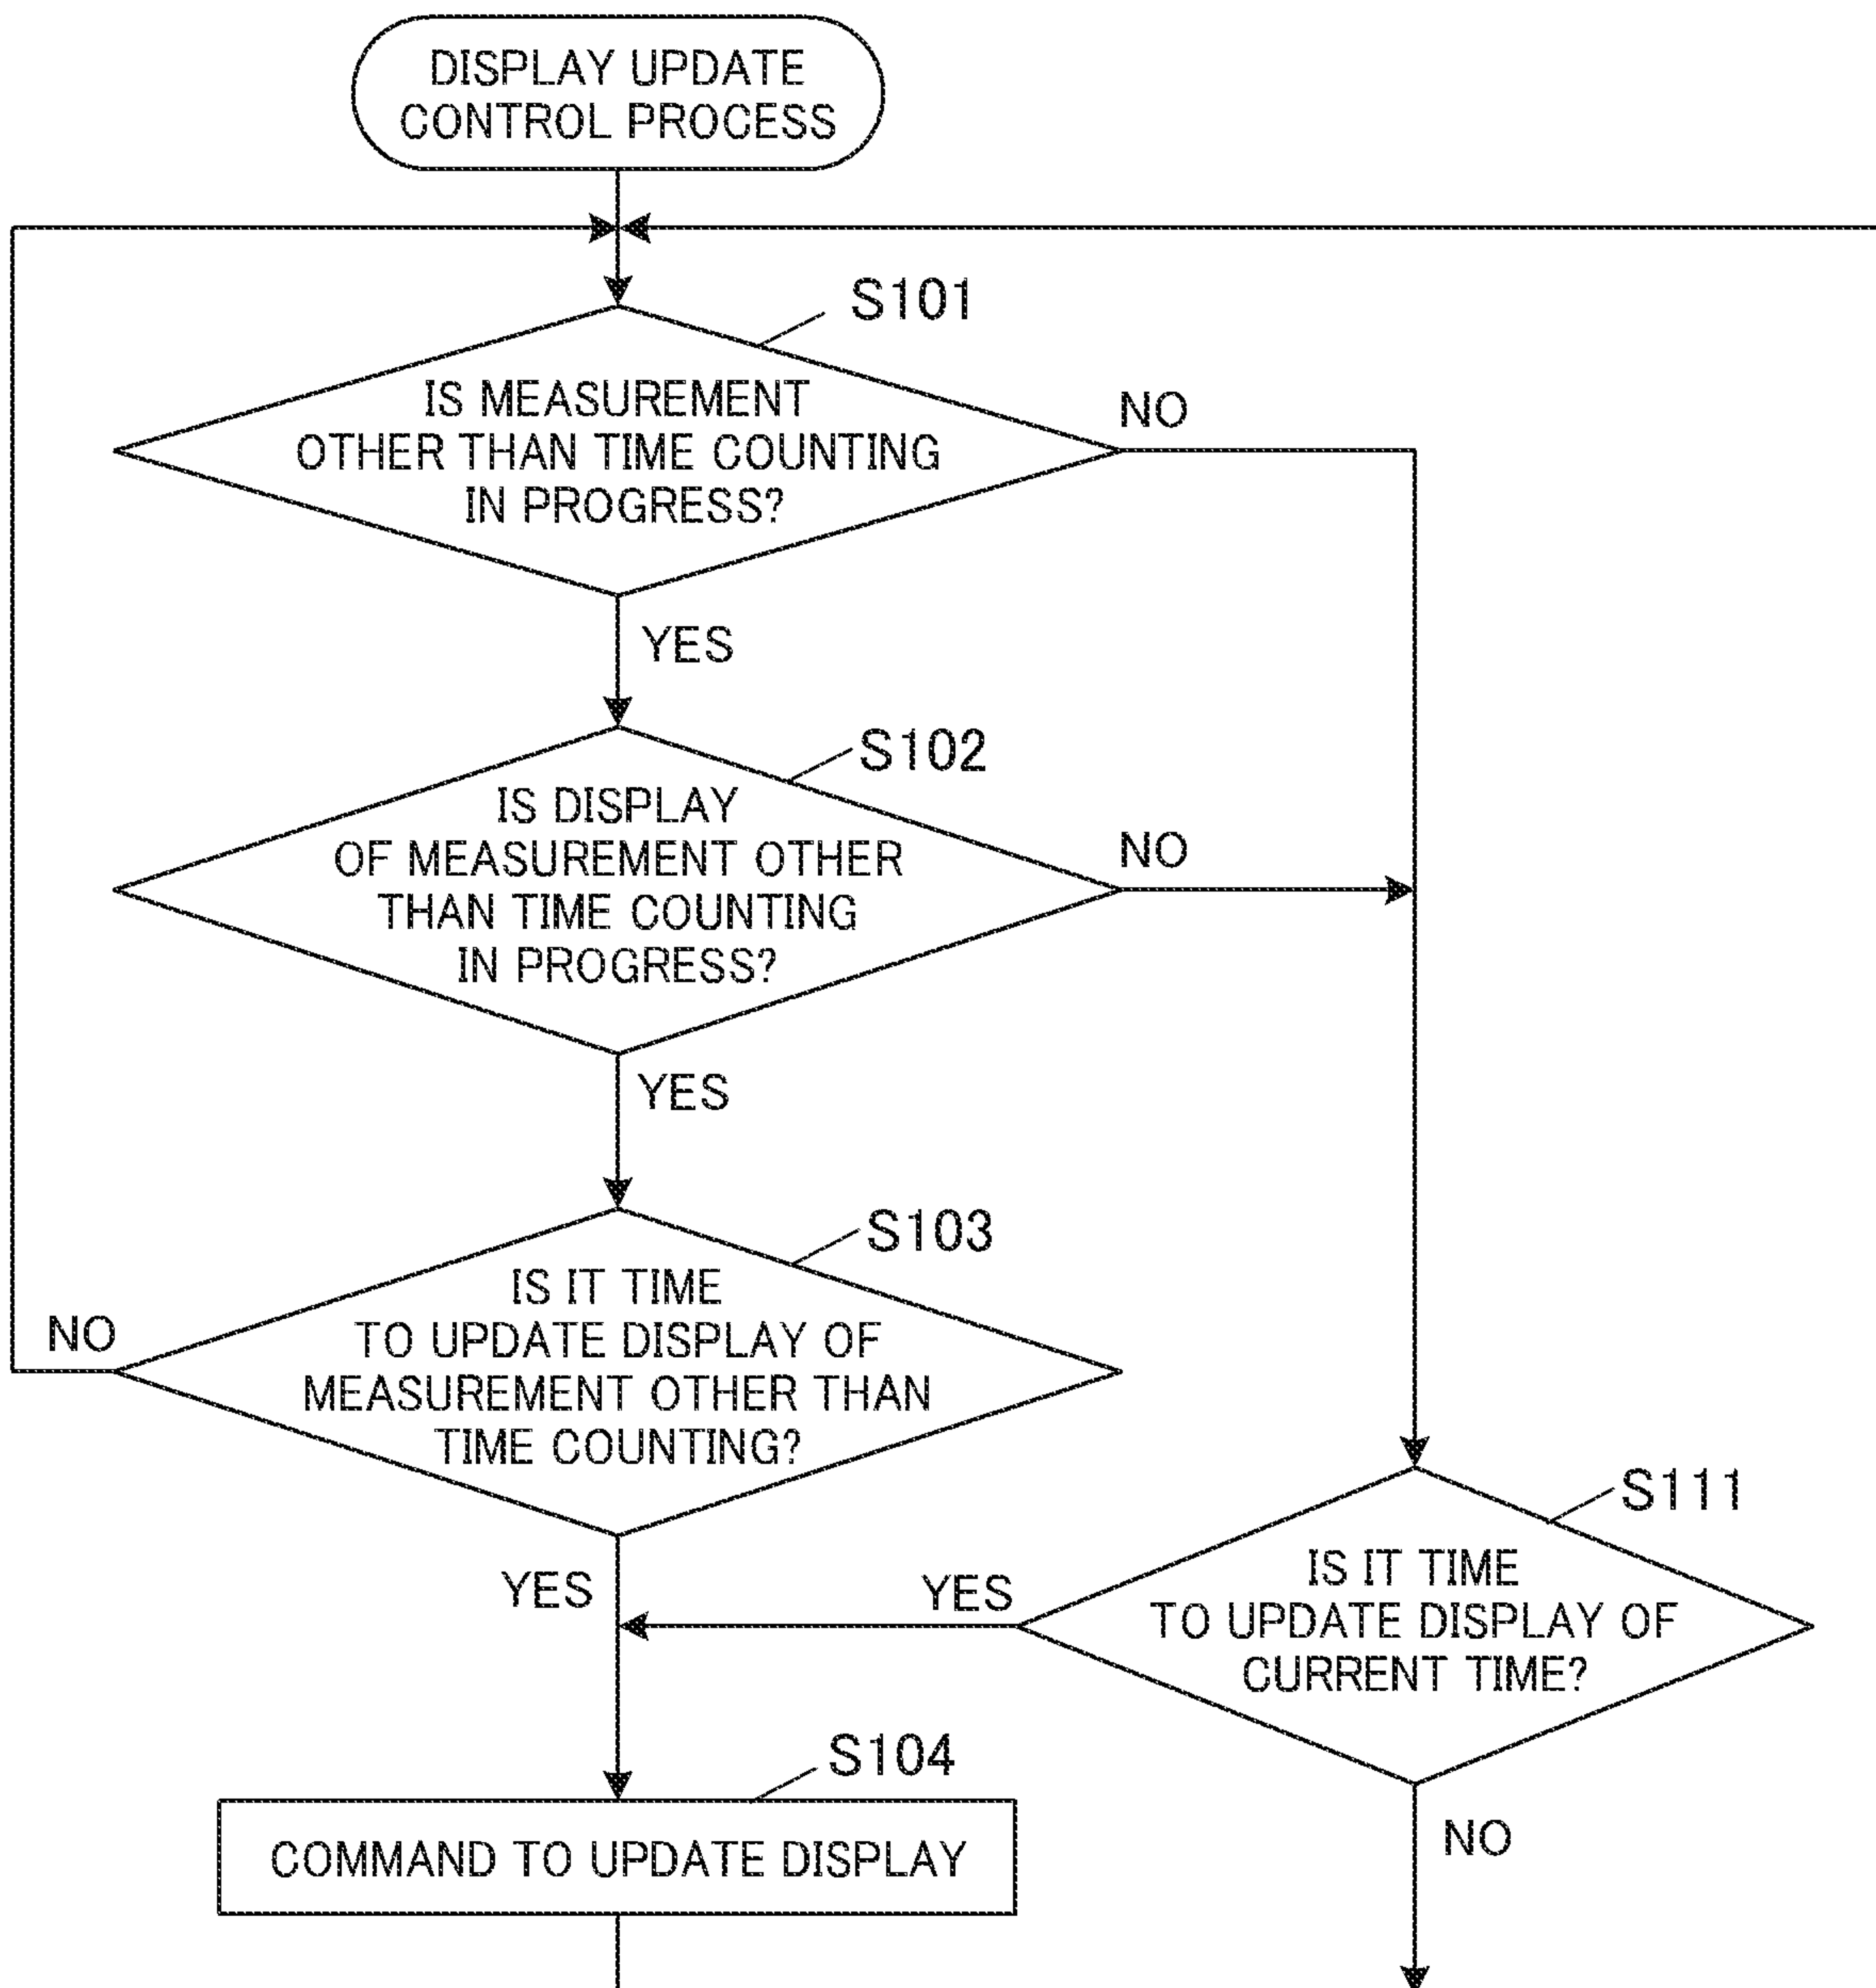 DISPLAY UPDATE
CONTROL PROCESS
S101
IS MEASUREMENT
OTHER THAN TIME COUNTING
IN PROGRESS?
NO
YES
S102
IS DISPLAY
OF MEASUREMENT OTHER
THAN TIME COUNTING
IN PROGRESS?
NO
YES
S103
IS IT TIME
TO UPDATE DISPLAY OF
MEASUREMENT OTHER THAN
TIME COUNTING?
NO
YES
S111
IS IT TIME
TO UPDATE DISPLAY OF
CURRENT TIME?
YES
NO
S104
COMMAND TO UPDATE DISPLAY